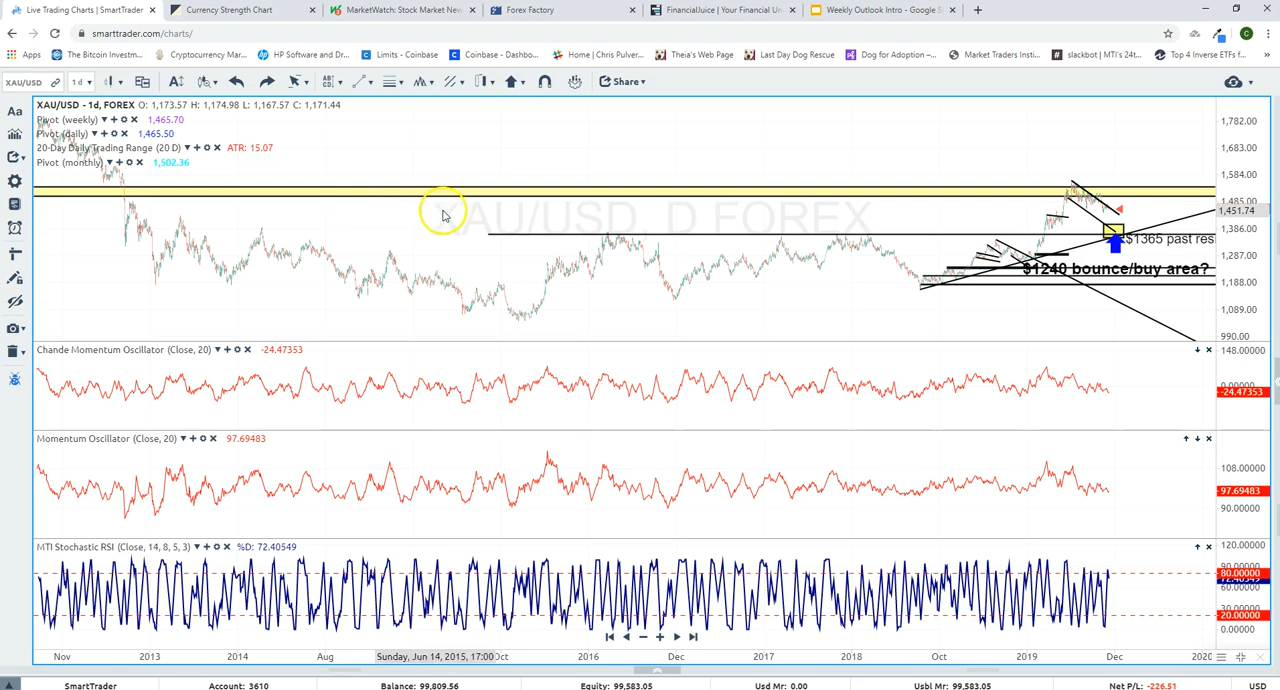 Live Trading Charts | SmartTrader
Currency Strength Chart
MarketWatch: Stock Market New
Forex Factory
FinancialJuice | Your Financial Un
Weekly Outlook Intro - Google S
smarttrader.com/charts/
C
Apps
The Bitcoin Investm...
Cryptocurrency Mar...
HP Software & Drive...
Limits - Coinbase
Coinbase - Dashbo...
Home | Chris Pulver...
Theia's Web Page
Last Day Dog Rescue
Dog for Adoption –...
Market Traders Insti...
slackbot | MTI's 24t...
Top 4 Inverse ETFs f...
»
XAU/USD
1 d
Share
Aa
XAU/USD - 1d, FOREX O: 1,173.57 H: 1,174.98 L: 1,167.57 C: 1,171.44
Pivot (weekly) 1,465.70
Pivot (daily) 1,465.50
20-Day Daily Trading Range (20 D) ATR: 15.07
Pivot (monthly) 1,502.36
XAU/USD, D FOREX
$1365 past res
$1240 bounce/buy area?
1,782.00
1,683.00
1,584.00
1,485.00
1,451.74
1,386.00
1,287.00
1,188.00
1,089.00
990.00
Chande Momentum Oscillator (Close, 20) -24.47353
148.00000
0.00000
-24.47353
Momentum Oscillator (Close, 20) 97.69483
108.00000
97.69483
90.00000
MTI Stochastic RSI (Close, 14, 8, 5, 3) %D: 72.40549
120.00000
90.00000
80.00000
72.40549
60.00000
30.00000
20.00000
0.00000
Nov
2013
2014
Aug
Sunday, Jun 14, 2015, 17:00
Oct
2016
Dec
2017
2018
Oct
2019
Dec
2020
SmartTrader
Account: 3610
Balance: 99,809.56
Equity: 99,583.05
Usd Mr: 0.00
Usbl Mr: 99,583.05
Net P/L: -226.51
USD